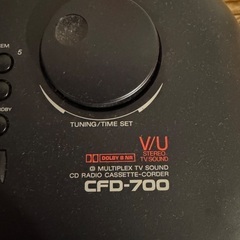 5
TUNING/TIME SET
V/U
STEREO
TV SOUND
DOLBY B NR
MULTIPLEX TV SOUND
CD RADIO CASSETTE-CORDER
CFD-700